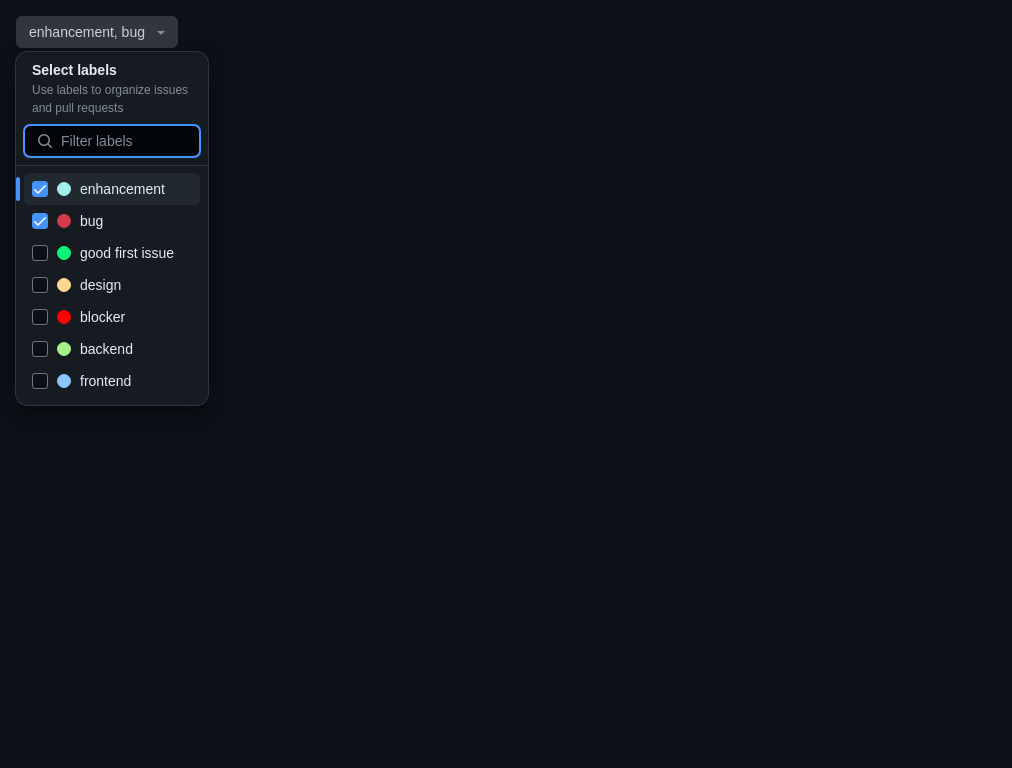 enhancement, bug
Select labels
Use labels to organize issues
and pull requests
Filter labels
enhancement
bug
good first issue
design
blocker
backend
frontend